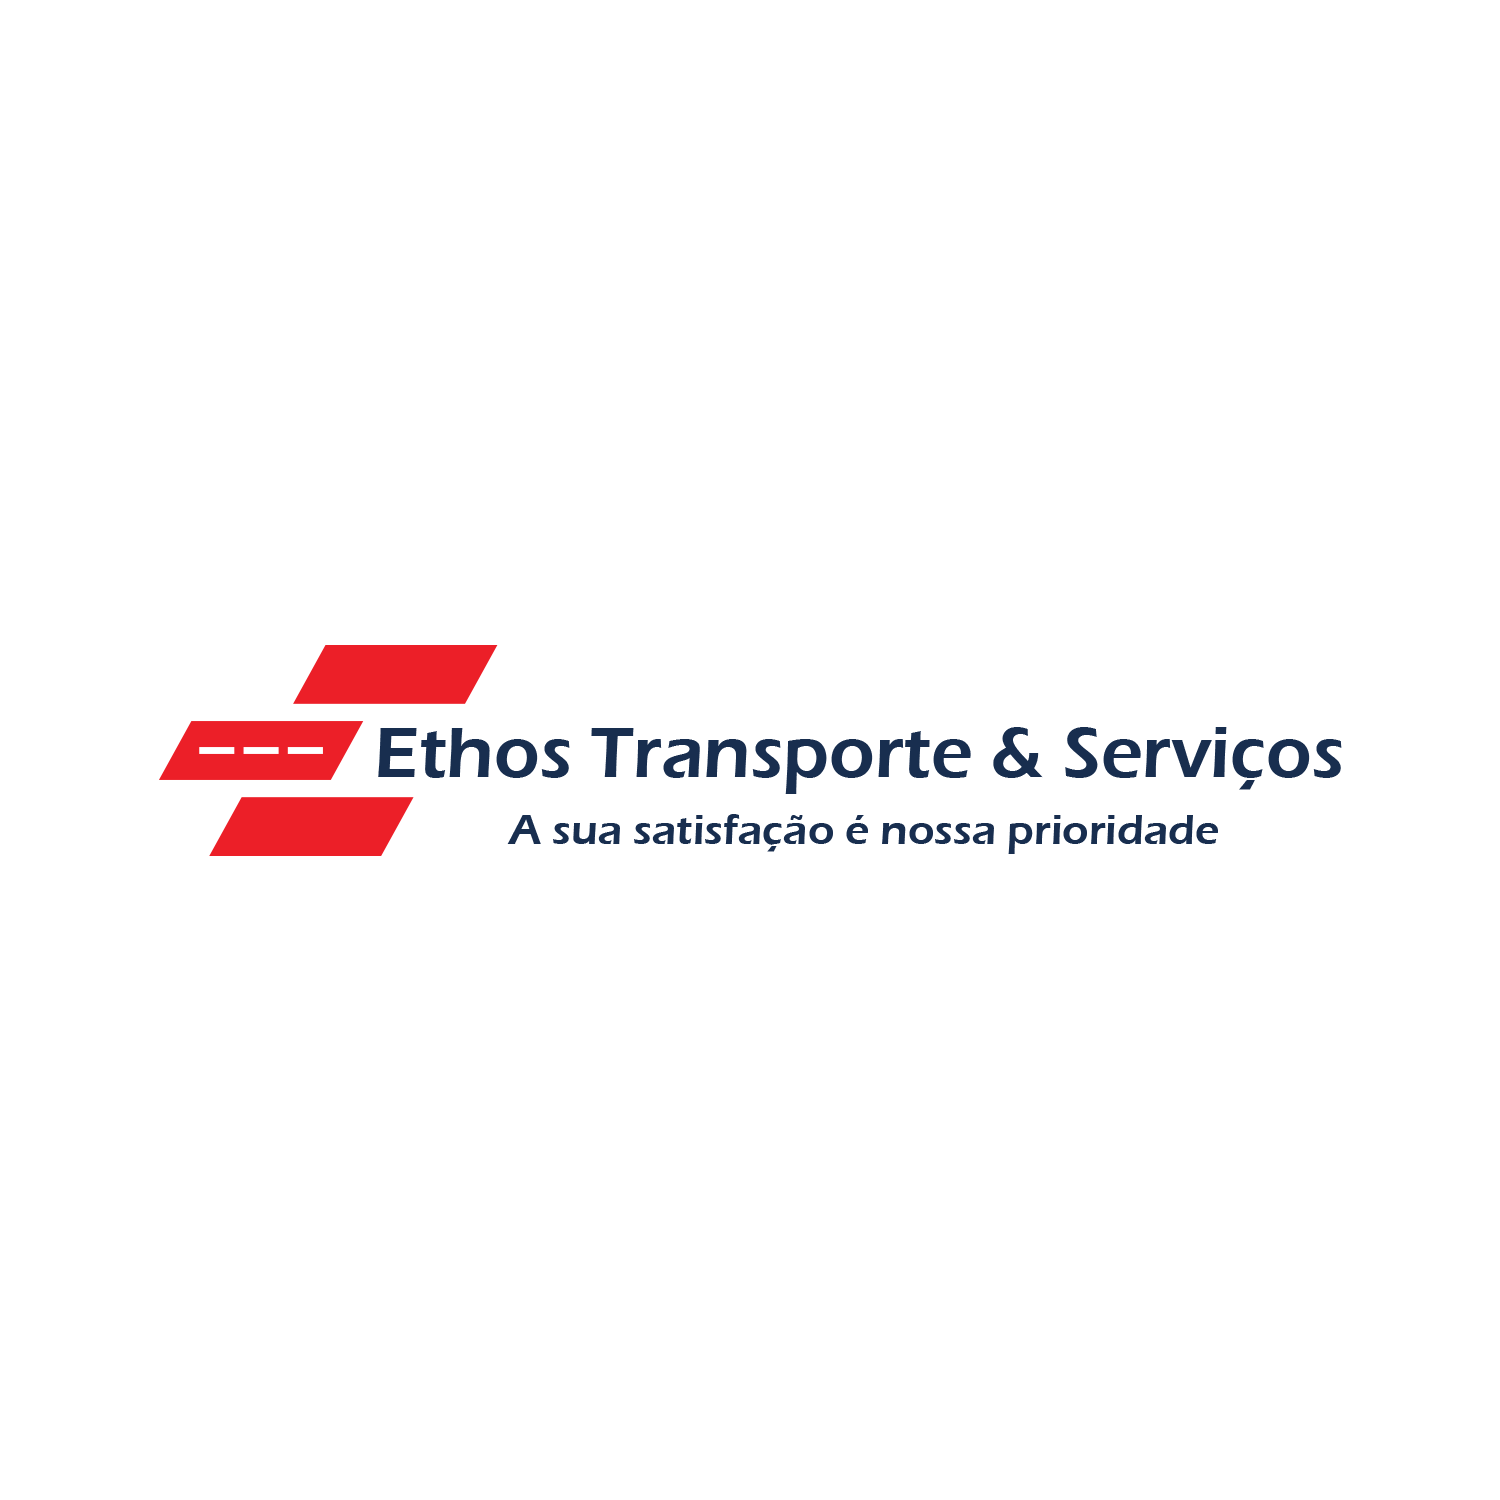 Ethos Transporte & Serviços
A sua satisfação é nossa prioridade